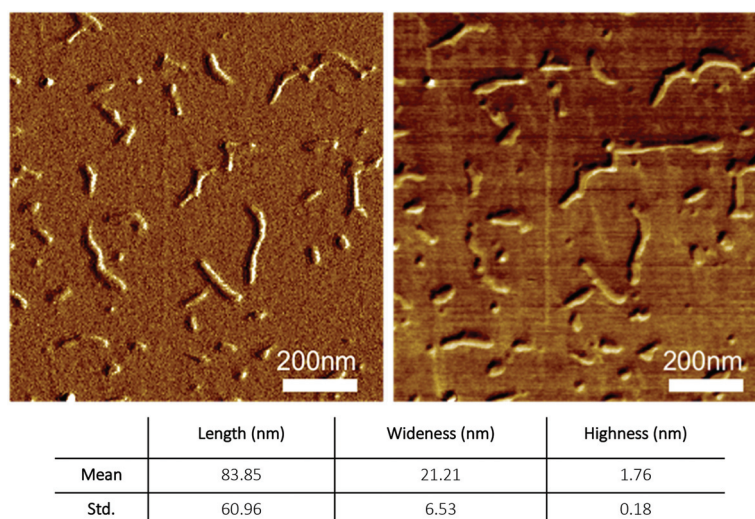 200nm
200nm
Length (nm) Wideness (nm) Highness (nm)
Mean 83.85 21.21 1.76
Std. 60.96 6.53 0.18